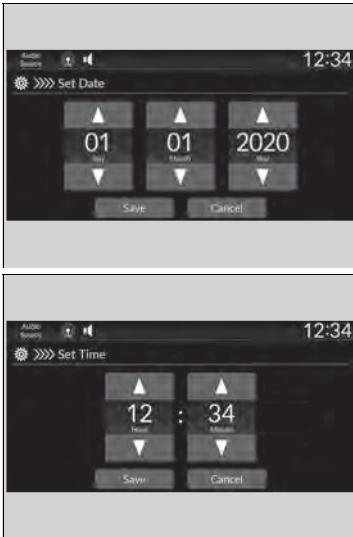 Audio
Source
12:34
Set Date
01 01 2020
Day Month Year
Save Cancel
Audio
Source
12:34
Set Time
12 : 34
Hour Minute
Save Cancel